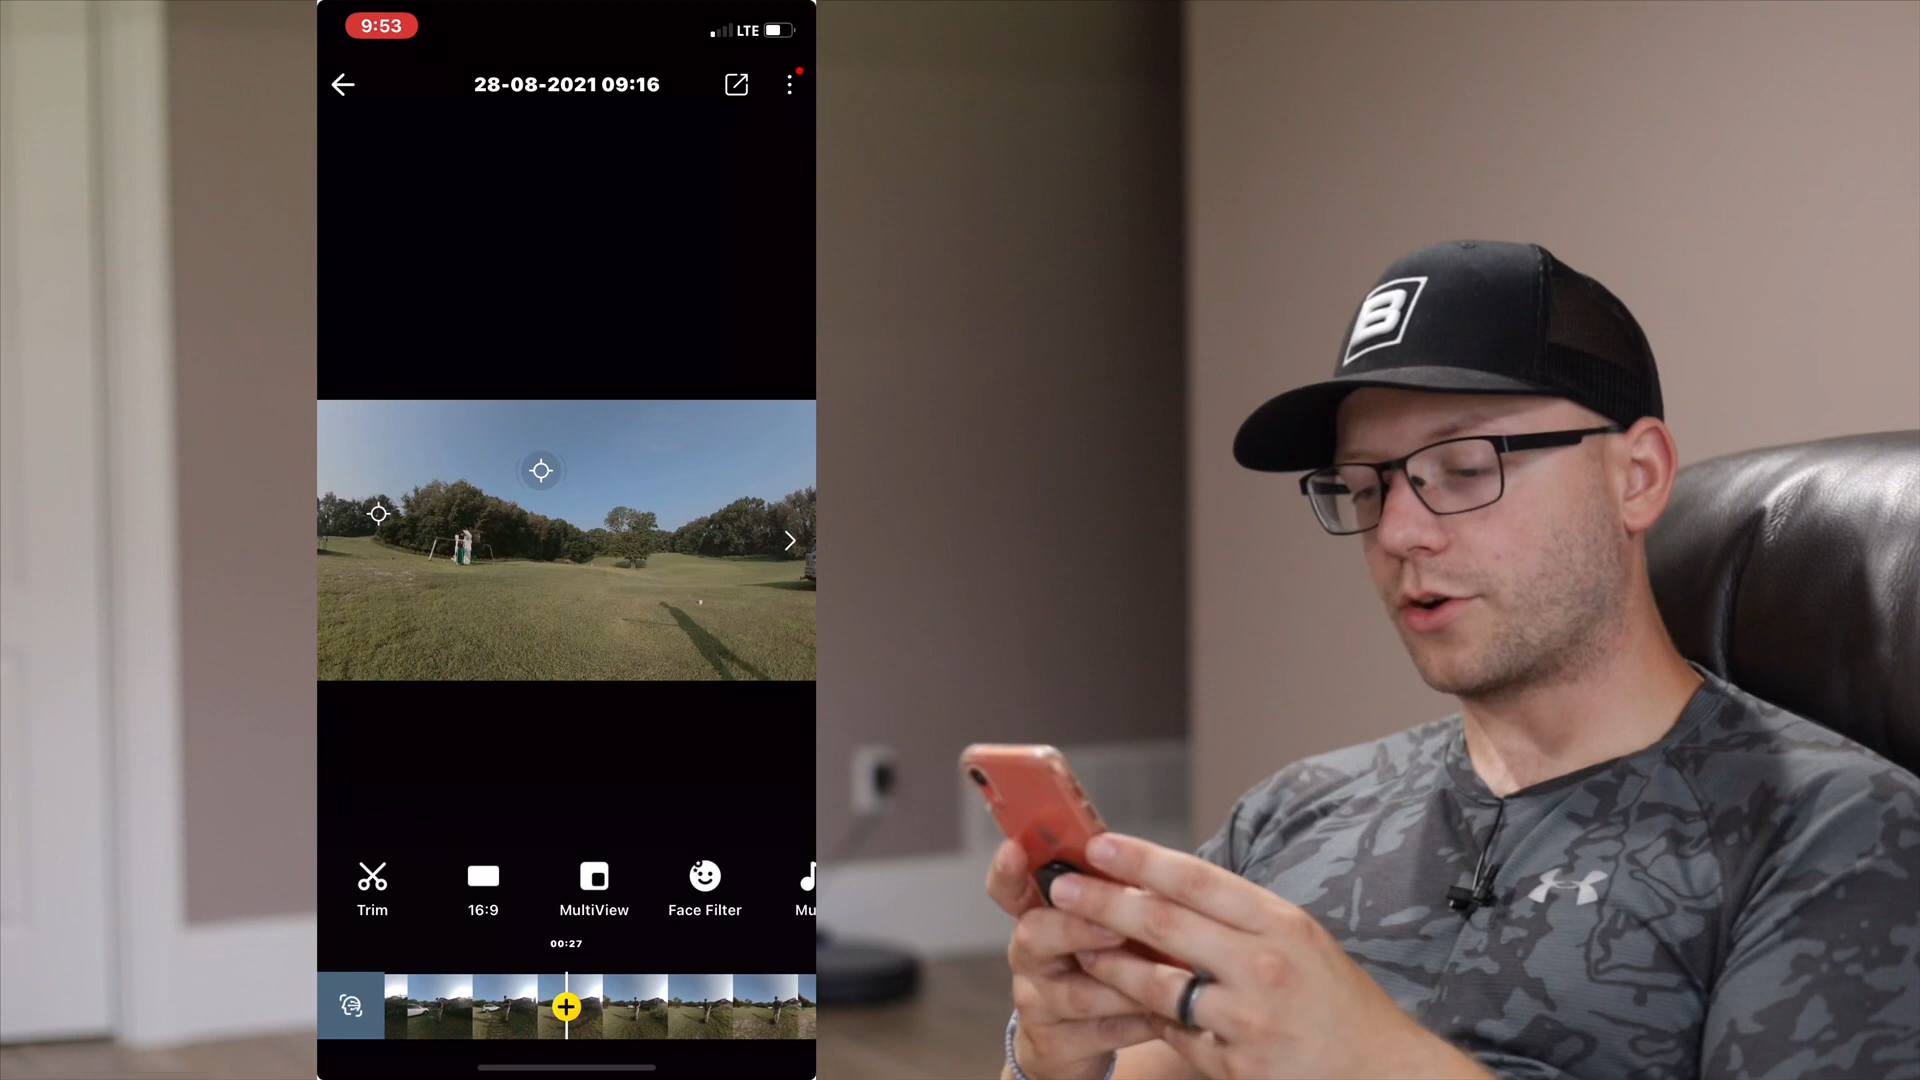 9:53
LTE
28-08-2021 09:16
B
Trim
16:9
MultiView
Face Filter
Mu
00:27